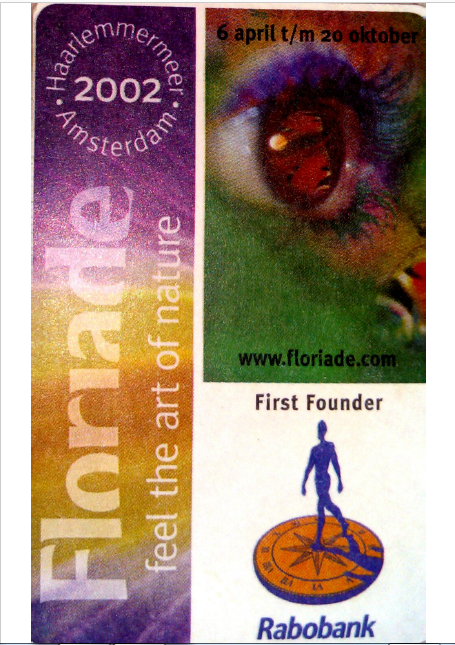 Haarlemmermeer
2002
Amsterdam
Floriade
feel the art of nature
6 april t/m 20 oktober
www.floriade.com
First Founder
Rabobank